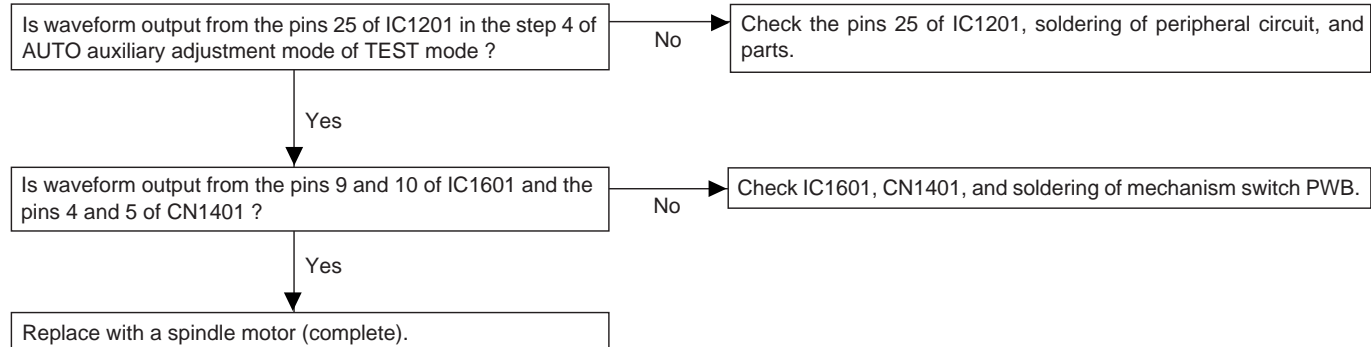 Is waveform output from the pins 25 of IC1201 in the step 4 of
AUTO auxiliary adjustment mode of TEST mode ?
No
Check the pins 25 of IC1201, soldering of peripheral circuit, and
parts.
Yes
Is waveform output from the pins 9 and 10 of IC1601 and the
pins 4 and 5 of CN1401 ?
No
Check IC1601, CN1401, and soldering of mechanism switch PWB.
Yes
Replace with a spindle motor (complete).